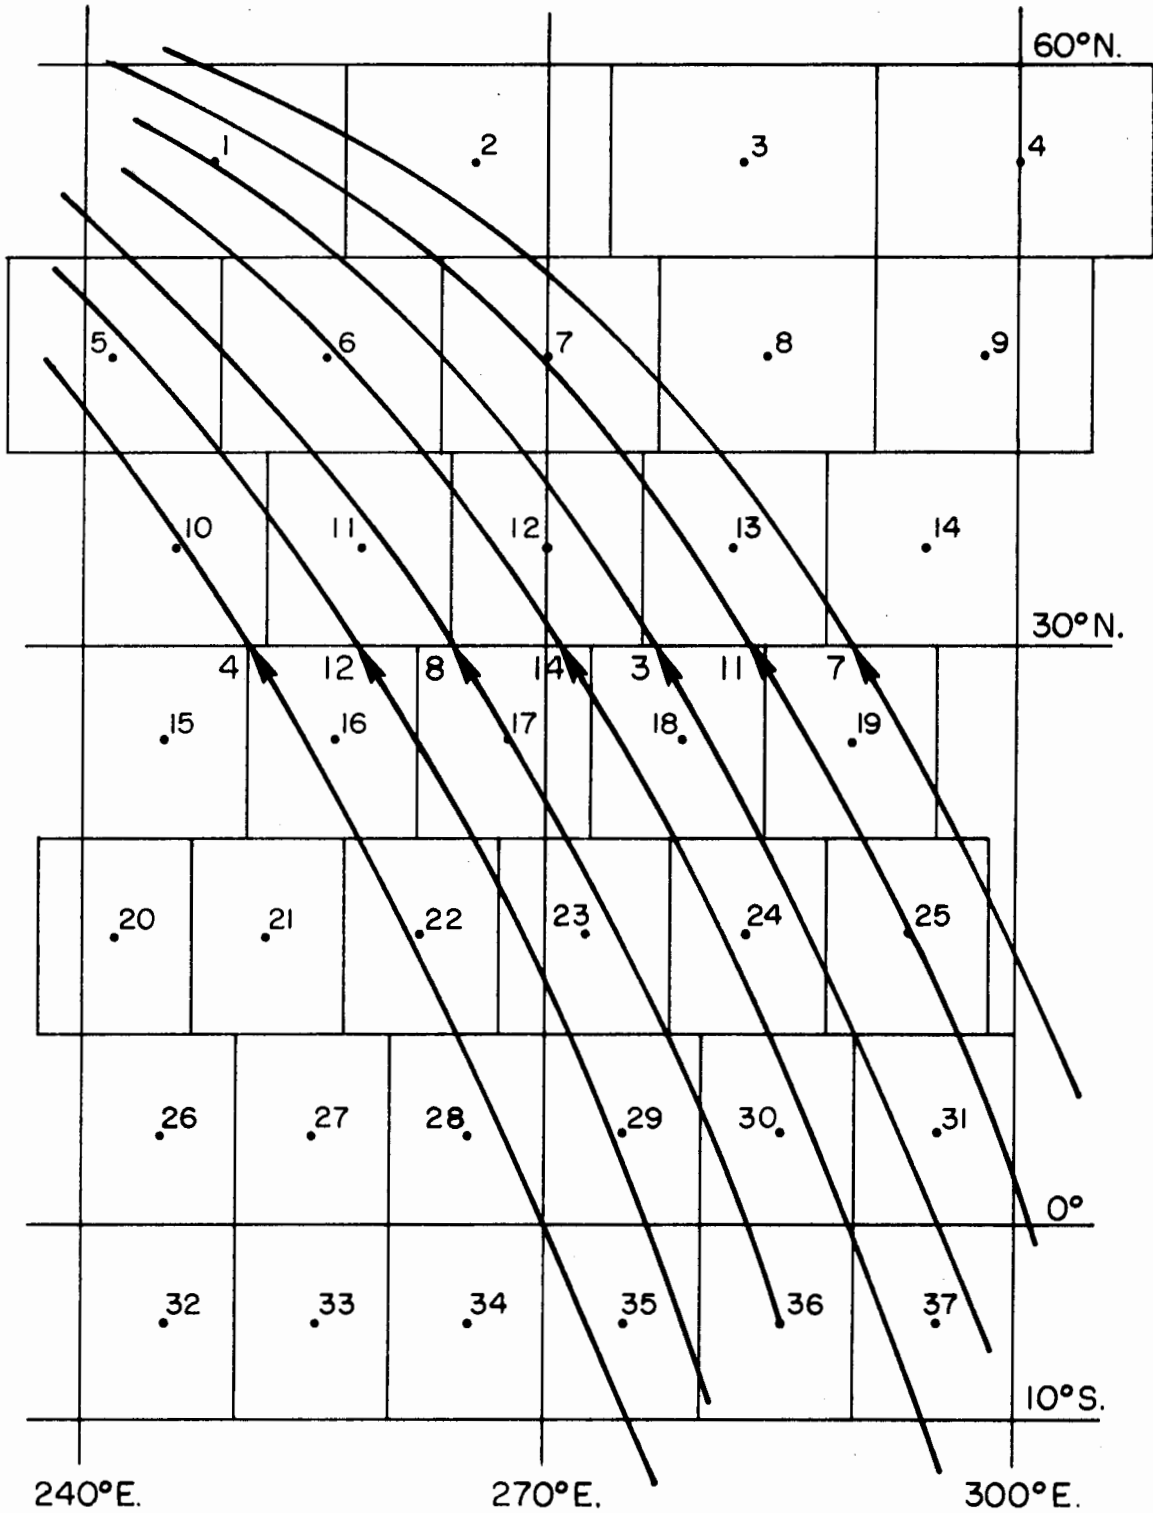 60°N.
1 2 3 4
5 6 7 8 9
10 11 12 13 14
30°N.
4 12 8 14 3 11 7
15 16 17 18 19
20 21 22 23 24 25
26 27 28 29 30 31
0°
32 33 34 35 36 37
10°S.
240°E. 270°E. 300°E.